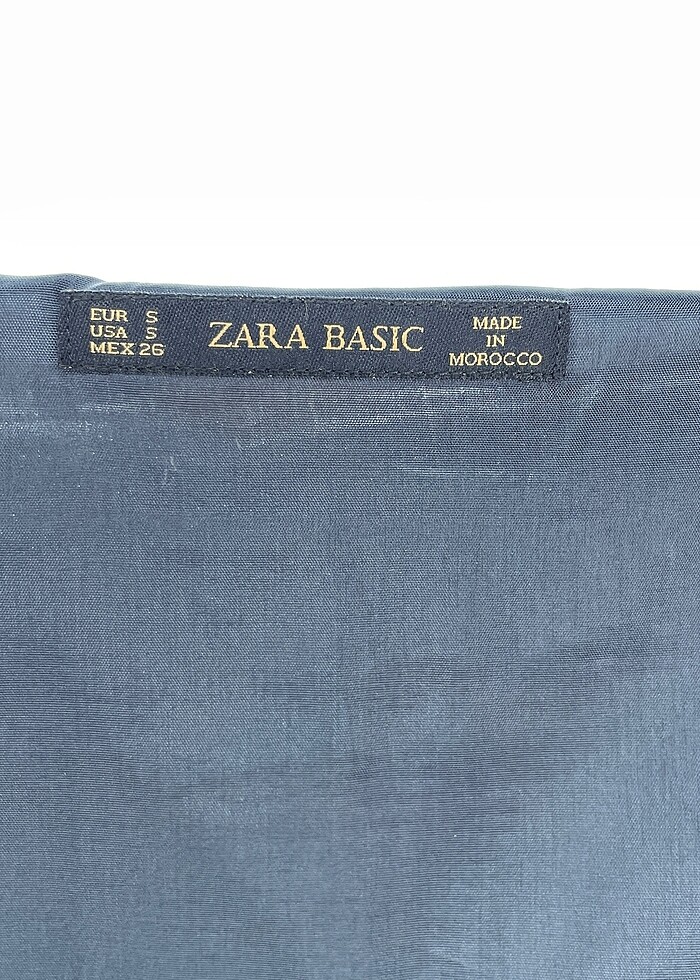 EUR S
USA S
MEX 26
ZARA BASIC
MADE
IN
MOROCCO